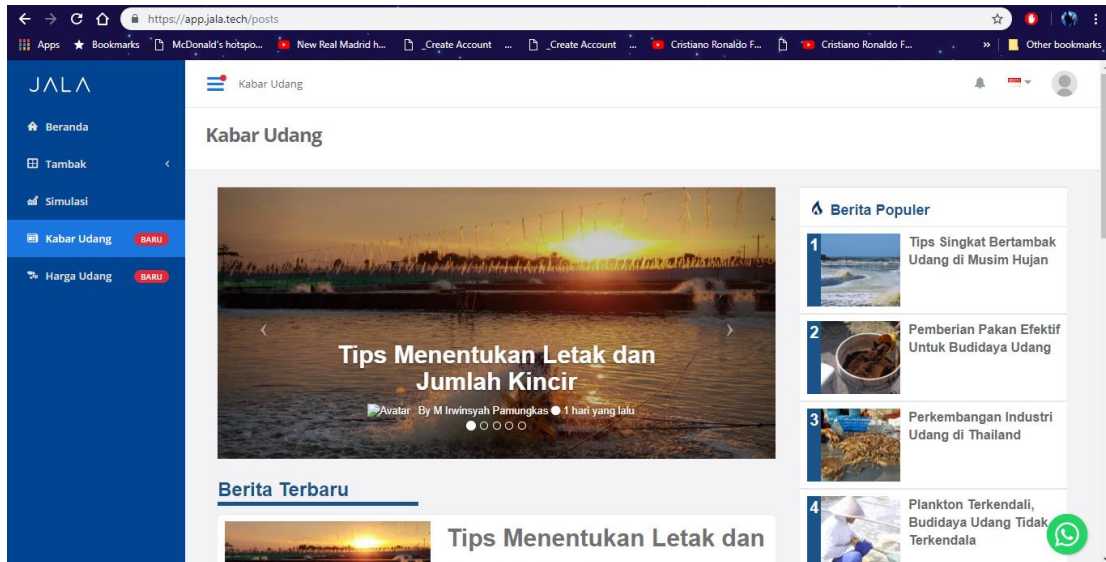 https://app.jala.tech/posts
Apps Bookmarks McDonald's hotspo... New Real Madrid h... _Create Account ... _Create Account ... Cristiano Ronaldo F... Cristiano Ronaldo F... » Other bookmarks
JALA
Kabar Udang
Beranda
Tambak
Simulasi
Kabar Udang BARU
Harga Udang BARU
Kabar Udang
Tips Menentukan Letak dan
Jumlah Kincir
Avatar By M Irwinsyah Pamungkas 1 hari yang lalu
Berita Terbaru
Tips Menentukan Letak dan
Berita Populer
1
Tips Singkat Bertambak
Udang di Musim Hujan
2
Pemberian Pakan Efektif
Untuk Budidaya Udang
3
Perkembangan Industri
Udang di Thailand
4
Plankton Terkendali,
Budidaya Udang Tidak
Terkendala